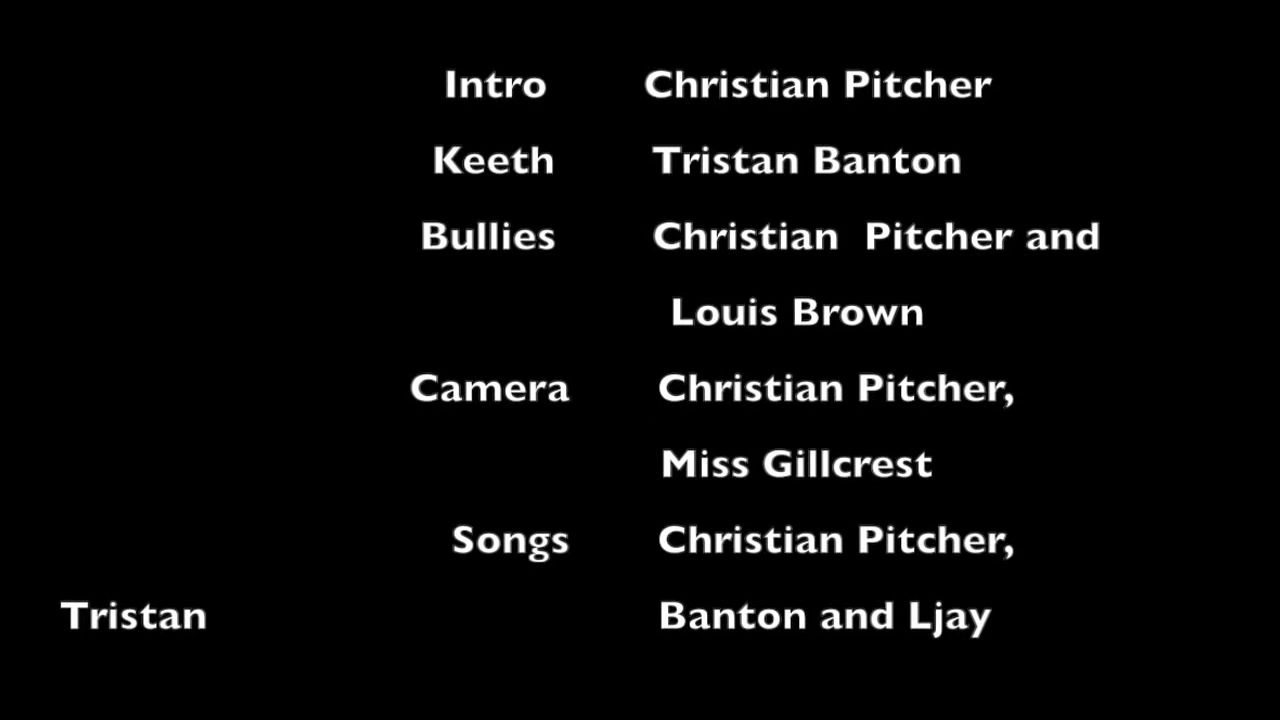 Intro Christian Pitcher
Keeth Tristan Banton
Bullies Christian Pitcher and
Louis Brown
Camera Christian Pitcher,
Miss Gillcrest
Songs Christian Pitcher,
Tristan Banton and Ljay